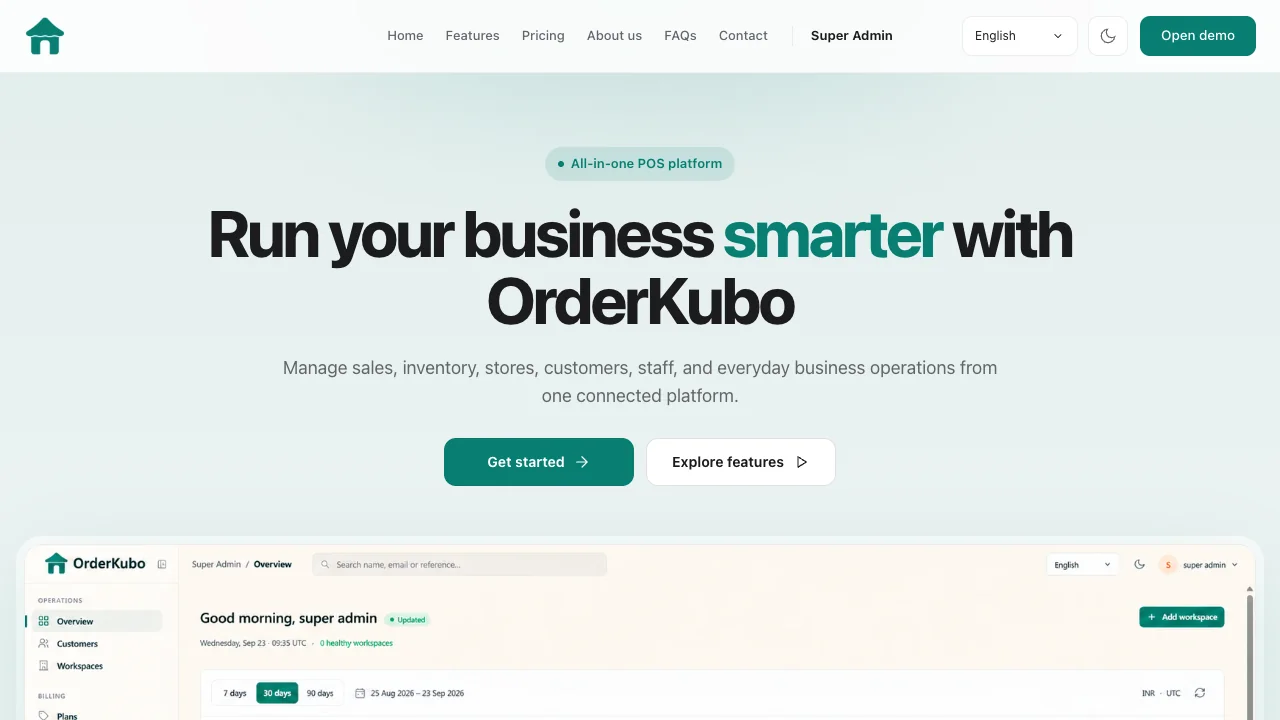 Home Features Pricing About us FAQs Contact Super Admin English Open demo
All-in-one POS platform
Run your business smarter with
OrderKubo
Manage sales, inventory, stores, customers, staff, and everyday business operations from
one connected platform.
Get started Explore features
OrderKubo Super Admin / Overview Search name, email or reference... English S super admin
OPERATIONS
Overview
Customers
Workspaces
BILLING
Plans
Good morning, super admin Updated Add workspace
Wednesday, Sep 23 · 09:35 UTC · 0 healthy workspaces
7 days 30 days 90 days 25 Aug 2026 – 23 Sep 2026 INR · UTC